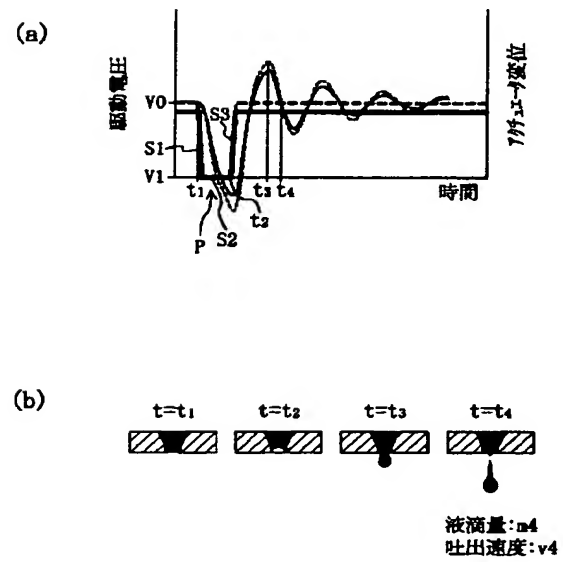 (a)
駆動電圧
アクチュエータ変位
V0
S1
S3
V1
t1
t3
t4
時間
t2
S2
P
(b)
t=t1
t=t2
t=t3
t=t4
液滴量:m4
吐出速度:v4